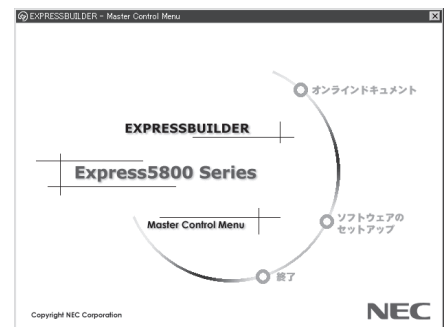 EXPRESSBUILDER - Master Control Menu
オンラインドキュメント
EXPRESSBUILDER
Express5800 Series
Master Control Menu
ソフトウェアの
セットアップ
終了
Copyright NEC Corporation
NEC